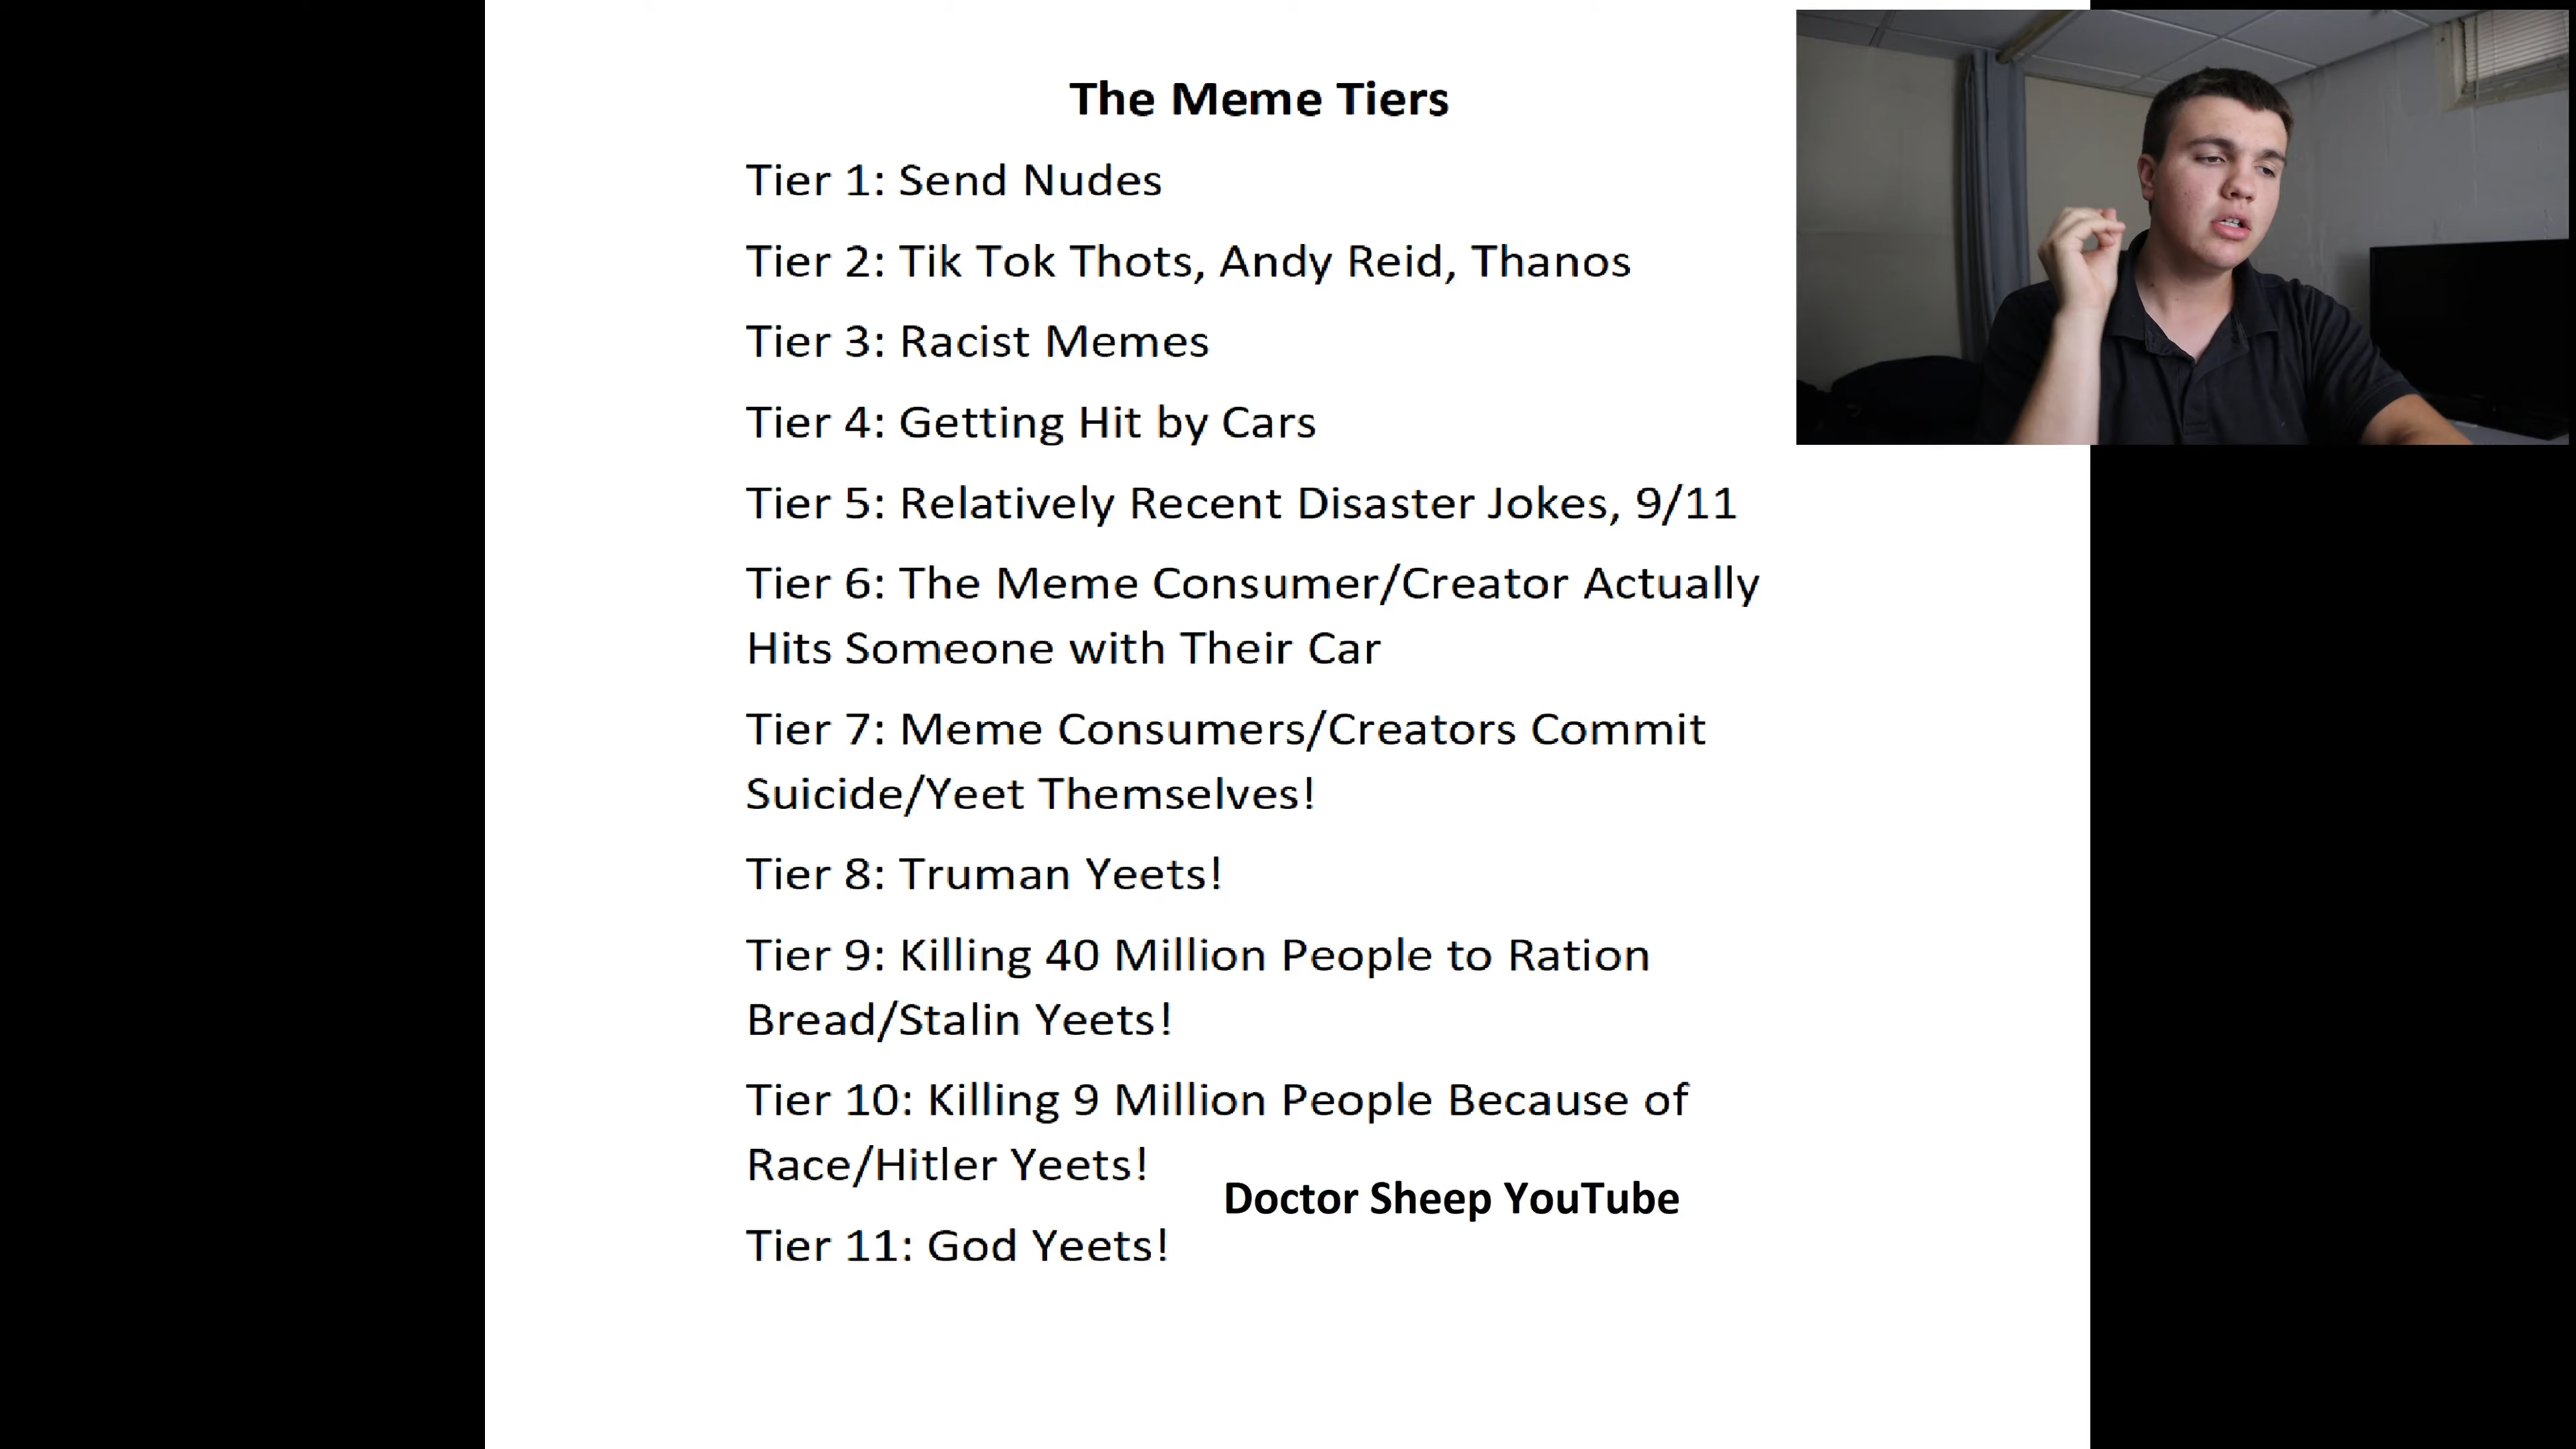 The Meme Tiers
Tier 1: Send Nudes
Tier 2: Tik Tok Thots, Andy Reid, Thanos
Tier 3: Racist Memes
Tier 4: Getting Hit by Cars
Tier 5: Relatively Recent Disaster Jokes, 9/11
Tier 6: The Meme Consumer/Creator Actually
Hits Someone with Their Car
Tier 7: Meme Consumers/Creators Commit
Suicide/Yeet Themselves!
Tier 8: Truman Yeets!
Tier 9: Killing 40 Million People to Ration
Bread/Stalin Yeets!
Tier 10: Killing 9 Million People Because of
Race/Hitler Yeets!
Doctor Sheep YouTube
Tier 11: God Yeets!